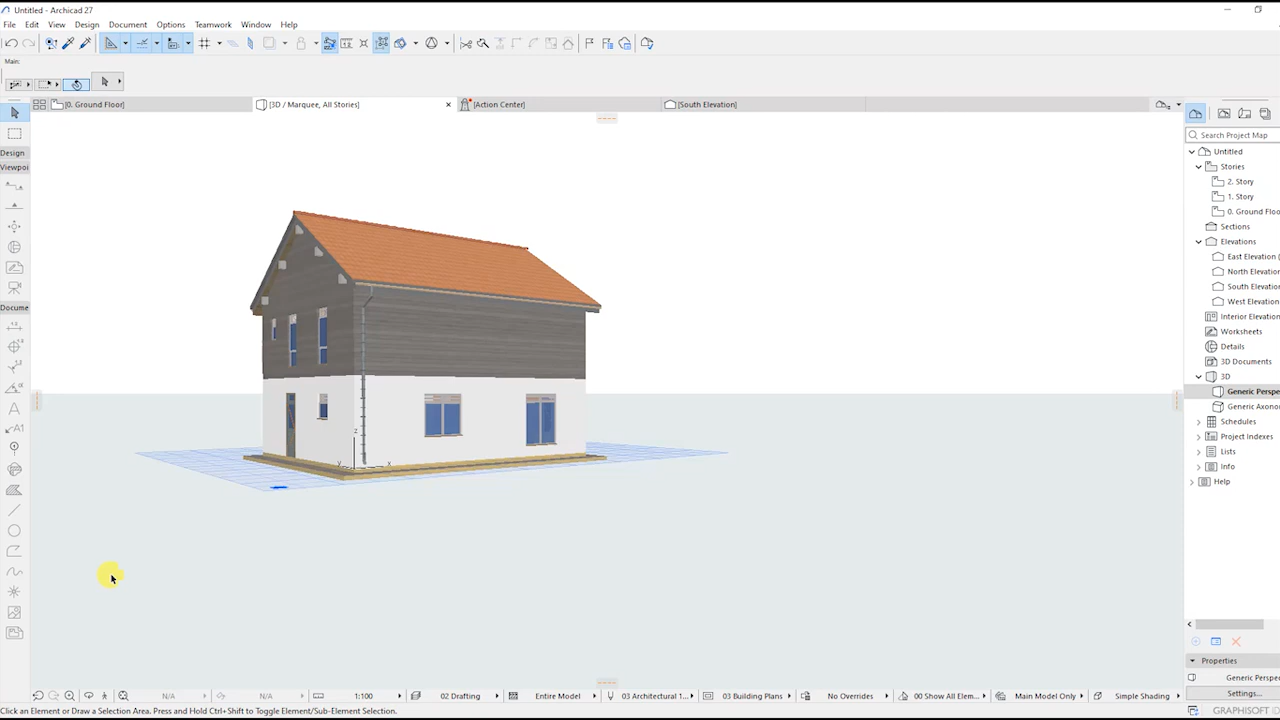 Untitled - Archicad 27
File Edit View Design Document Options Teamwork Window Help
Main:
[0. Ground Floor] [3D / Marquee, All Stories] [Action Center] [South Elevation]
Design
Viewpoi
Docume
A
A1
Search Project Map
Untitled
Stories
2. Story
1. Story
0. Ground Floo
Sections
Elevations
East Elevation (
North Elevation
South Elevation
West Elevation
Interior Elevation
Worksheets
Details
3D Documents
3D
Generic Perspe
Generic Axono
Schedules
Project Indexes
Lists
Info
Help
Properties
Generic Perspe
Settings...
Z
Y X
N/A N/A 1:100 02 Drafting Entire Model 03 Architectural 1... 03 Building Plans No Overrides 00 Show All Elem... Main Model Only Simple Shading
Click an Element or Draw a Selection Area. Press and Hold Ctrl+Shift to Toggle Element/Sub-Element Selection.
GRAPHISOFT ID